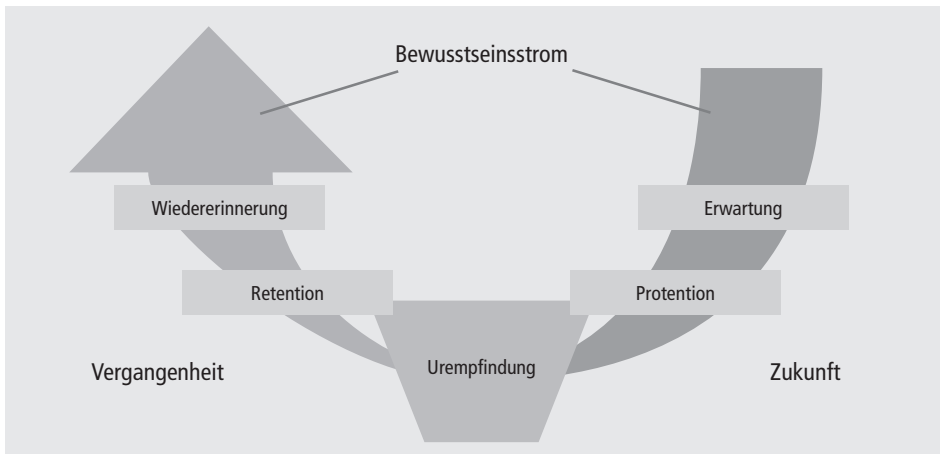 Bewusstseinsstrom
Wiedererinnerung
Erwartung
Retention
Protention
Vergangenheit
Urempfindung
Zukunft